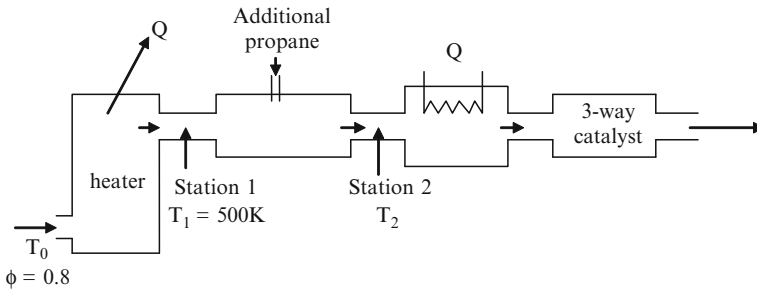 Additional
propane
Q
Q
3-way
catalyst
heater
Station 1
T₁ = 500K
Station 2
T₂
T₀
ϕ = 0.8